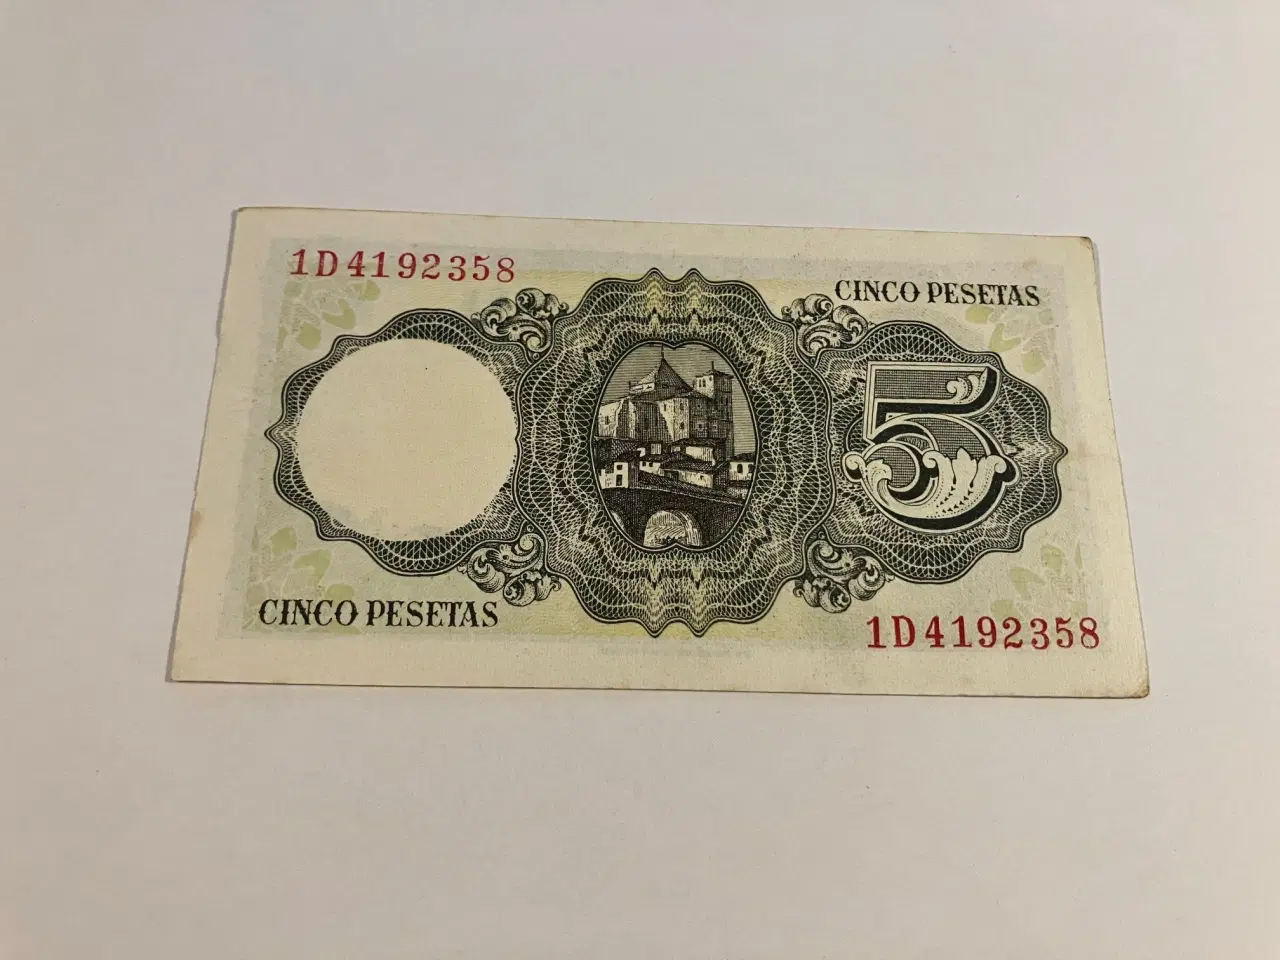 1D4192358
CINCO PESETAS
5
CINCO PESETAS
1D4192358